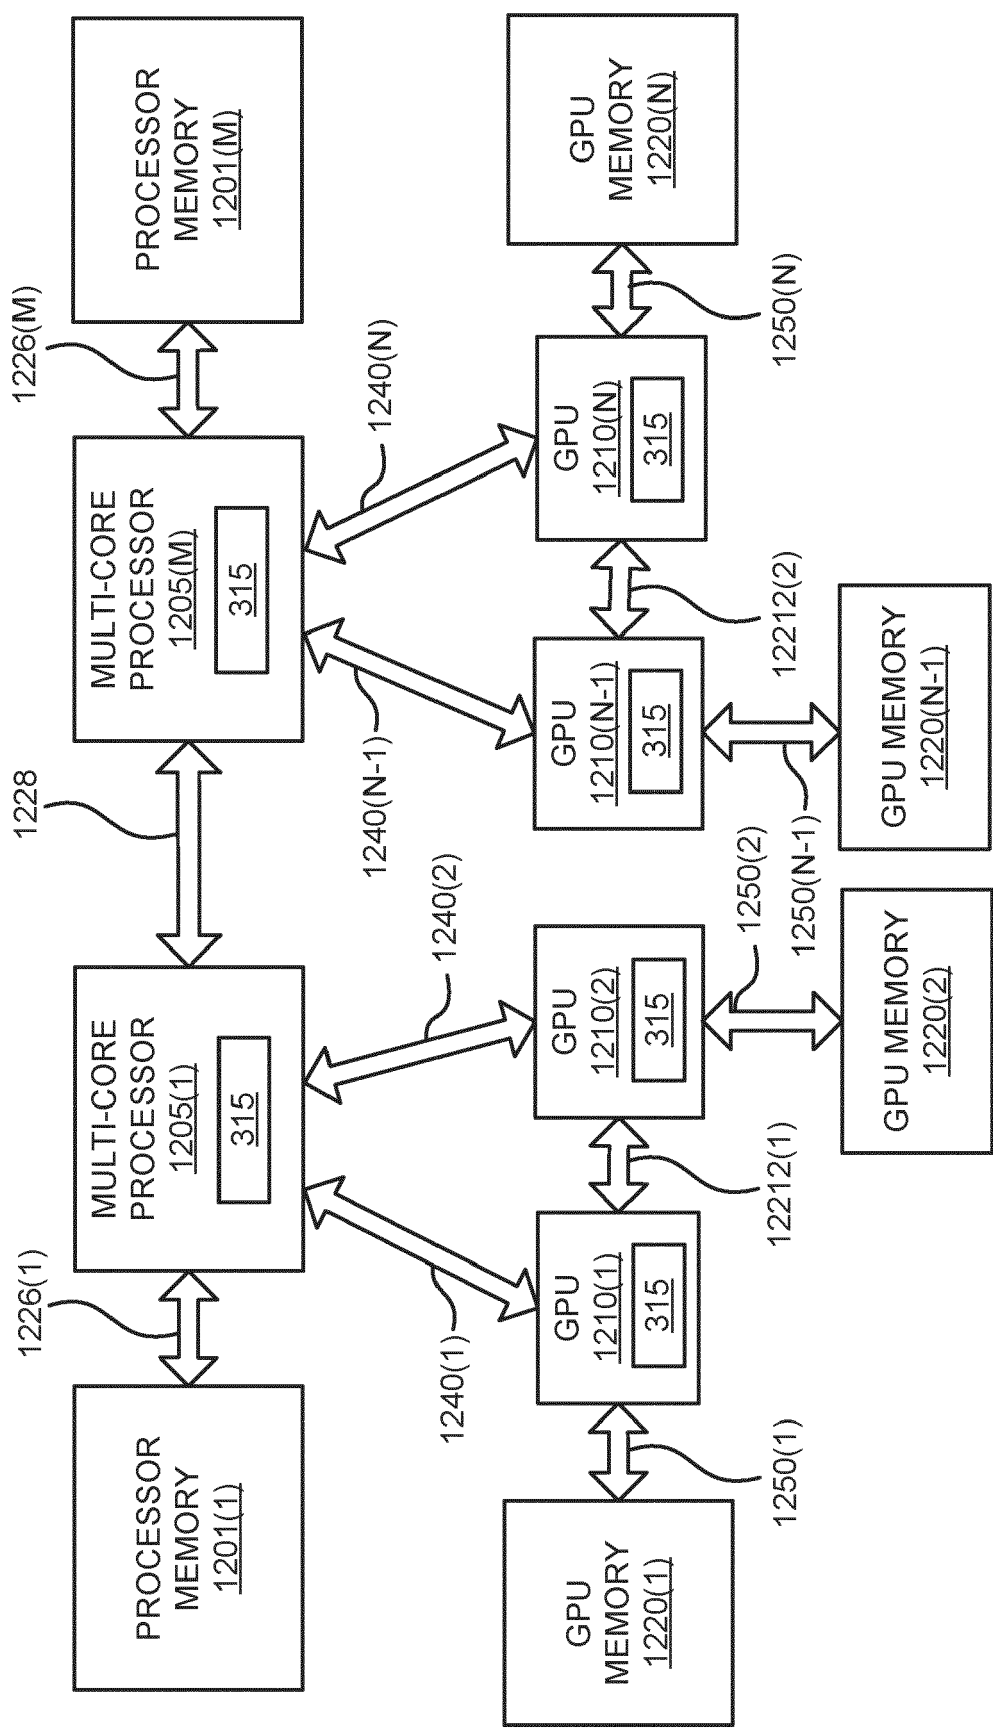 1226(1)
1228
1226(M)
PROCESSOR
MEMORY
1201(1)
MULTI-CORE
PROCESSOR
1205(1)
315
MULTI-CORE
PROCESSOR
1205(M)
315
PROCESSOR
MEMORY
1201(M)
1240(1)
1240(2)
1240(N-1)
1240(N)
GPU
MEMORY
1220(1)
GPU
1210(1)
315
GPU
1210(2)
315
GPU
1210(N-1)
315
GPU
1210(N)
315
GPU
MEMORY
1220(N)
1250(1)
12212(1)
1250(2)
1250(N-1)
12212(2)
1250(N)
GPU MEMORY
1220(2)
GPU MEMORY
1220(N-1)